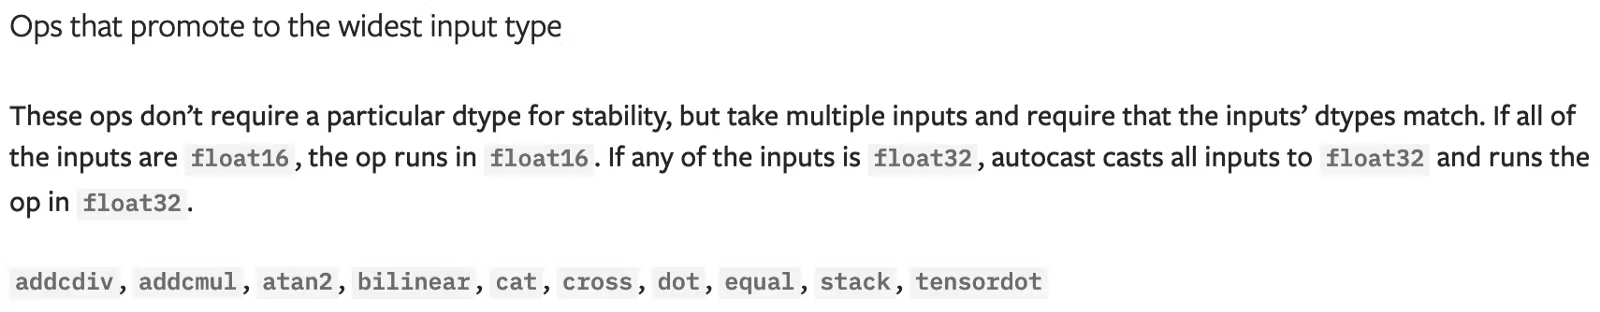 Ops that promote to the widest input type
These ops don’t require a particular dtype for stability, but take multiple inputs and require that the inputs’ dtypes match. If all of
the inputs are float16, the op runs in float16. If any of the inputs is float32, autocast casts all inputs to float32 and runs the
op in float32.
addcdiv, addcmul, atan2, bilinear, cat, cross, dot, equal, stack, tensordot